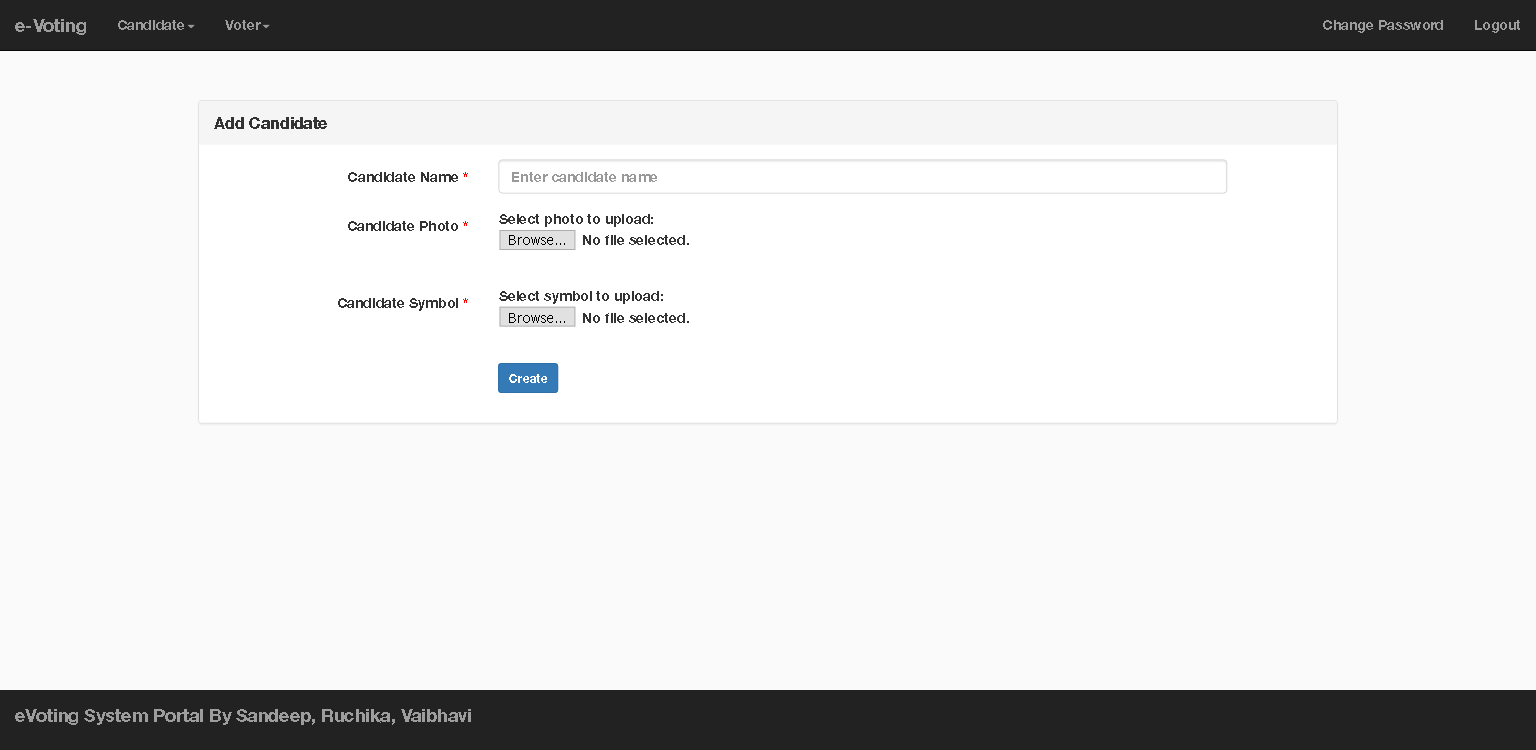 e-Voting Candidate Voter Change Password Logout
Add Candidate
Candidate Name * Enter candidate name
Candidate Photo * Select photo to upload:
Browse... No file selected.
Candidate Symbol * Select symbol to upload:
Browse... No file selected.
Create
eVoting System Portal By Sandeep, Ruchika, Vaibhavi